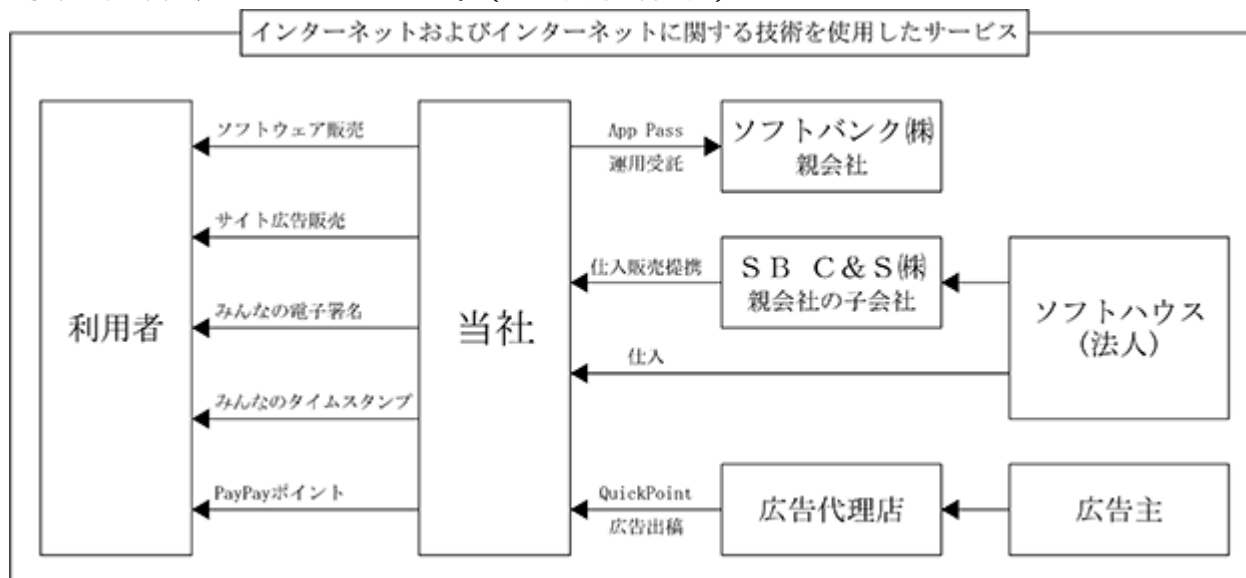 インターネットおよびインターネットに関する技術を使用したサービス
利用者
ソフトウェア販売
サイト広告販売
みんなの電子署名
みんなのタイムスタンプ
PayPayポイント
当社
App Pass
運用受託
ソフトバンク㈱
親会社
仕入販売提携
ＳＢ Ｃ＆Ｓ㈱
親会社の子会社
仕入
ソフトハウス
(法人)
QuickPoint
広告出稿
広告代理店
広告主